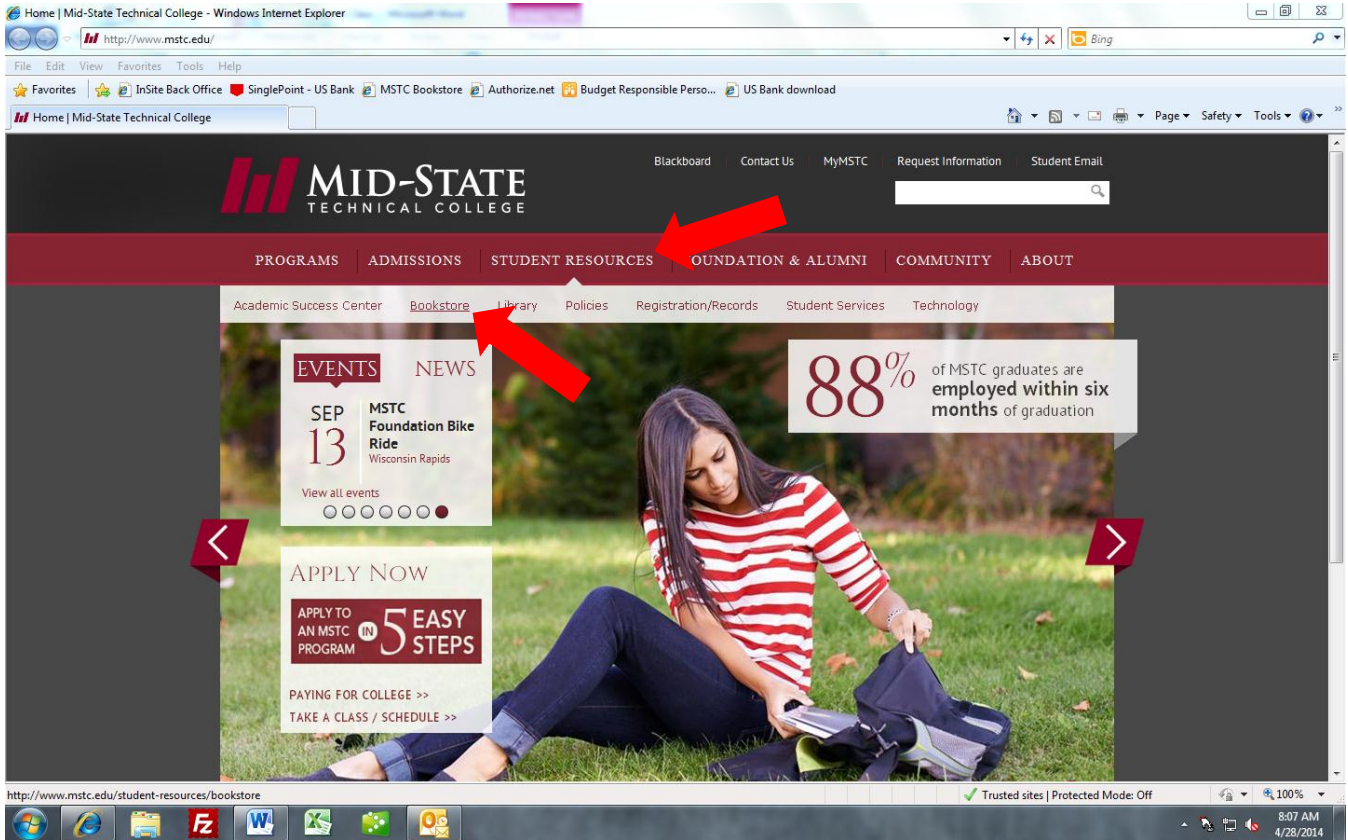 Home | Mid-State Technical College - Windows Internet Explorer
http://www.mstc.edu/
Bing
File Edit View Favorites Tools Help
Favorites InSite Back Office SinglePoint - US Bank MSTC Bookstore Authorize.net Budget Responsible Perso... US Bank download
Home | Mid-State Technical College
Page Safety Tools
Blackboard Contact Us MyMSTC Request Information Student Email
MID-STATE
TECHNICAL COLLEGE
PROGRAMS ADMISSIONS STUDENT RESOURCES FOUNDATION & ALUMNI COMMUNITY ABOUT
Academic Success Center Bookstore Library Policies Registration/Records Student Services Technology
EVENTS NEWS
SEP
13
MSTC
Foundation Bike
Ride
Wisconsin Rapids
View all events
88% of MSTC graduates are
employed within six
months of graduation
APPLY NOW
APPLY TO
AN MSTC
PROGRAM
IN
5 EASY
STEPS
PAYING FOR COLLEGE >>
TAKE A CLASS / SCHEDULE >>
http://www.mstc.edu/student-resources/bookstore
Trusted sites | Protected Mode: Off
100%
8:07 AM
4/28/2014